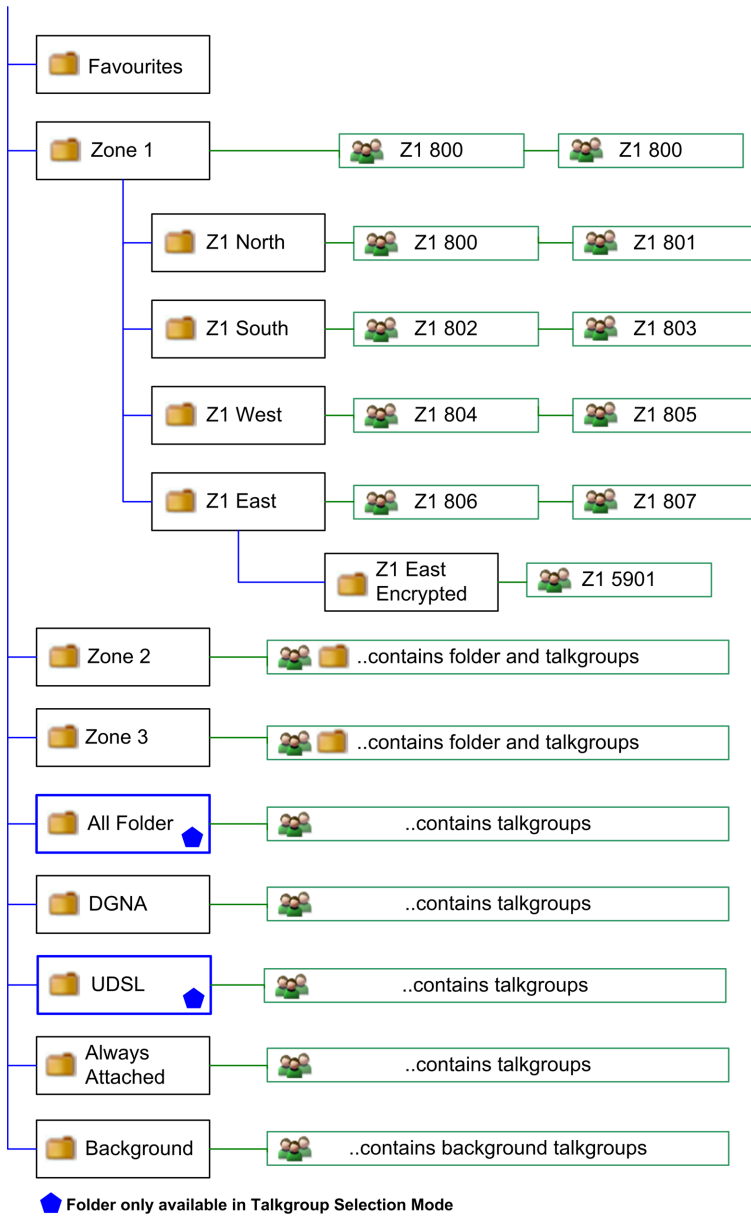 Favourites
Zone 1
Z1 800
Z1 800
Z1 North
Z1 800
Z1 801
Z1 South
Z1 802
Z1 803
Z1 West
Z1 804
Z1 805
Z1 East
Z1 806
Z1 807
Z1 East
Encrypted
Z1 5901
Zone 2
..contains folder and talkgroups
Zone 3
..contains folder and talkgroups
All Folder
..contains talkgroups
DGNA
..contains talkgroups
UDSL
..contains talkgroups
Always
Attached
..contains talkgroups
Background
..contains background talkgroups
Folder only available in Talkgroup Selection Mode